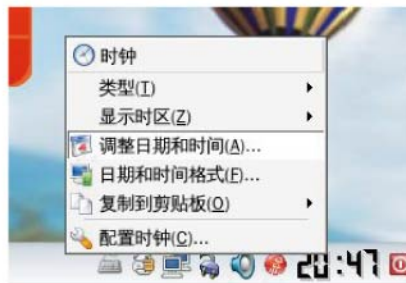 时钟
类型(T)
显示时区(Z)
调整日期和时间(A)...
日期和时间格式(F)...
复制到剪贴板(O)
配置时钟(C)...
20:47